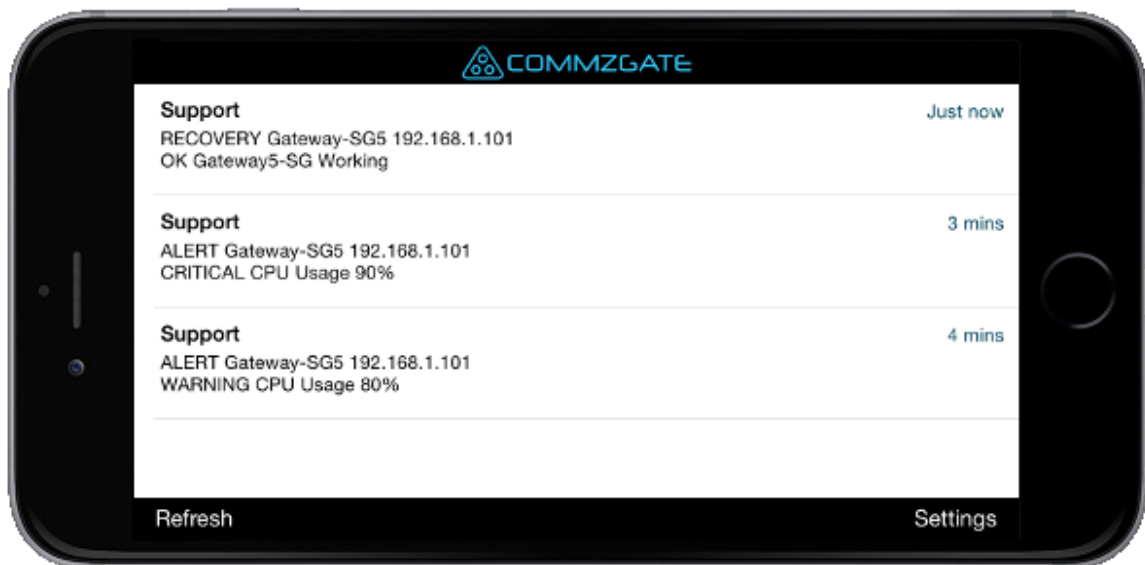 COMMZGATE
Support
Just now
RECOVERY Gateway-SG5 192.168.1.101
OK Gateway5-SG Working
Support
3 mins
ALERT Gateway-SG5 192.168.1.101
CRITICAL CPU Usage 90%
Support
4 mins
ALERT Gateway-SG5 192.168.1.101
WARNING CPU Usage 80%
Refresh
Settings